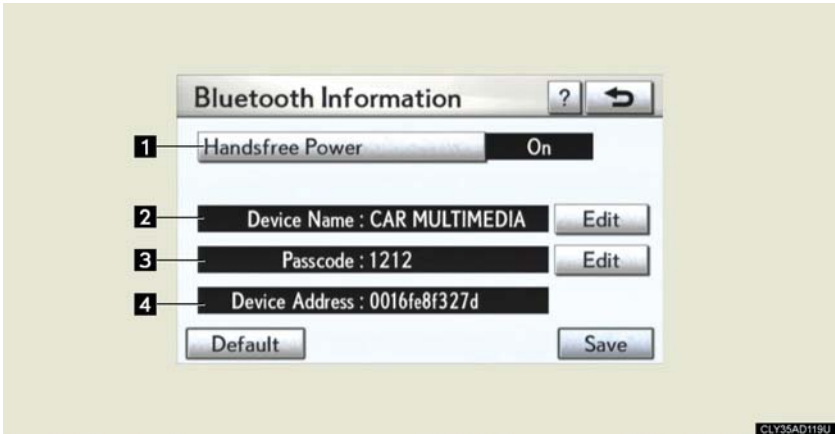 Bluetooth Information ?
1 Handsfree Power On
2 Device Name : CAR MULTIMEDIA Edit
3 Passcode : 1212 Edit
4 Device Address : 0016fe8f327d
Default Save
CLY35AD119U